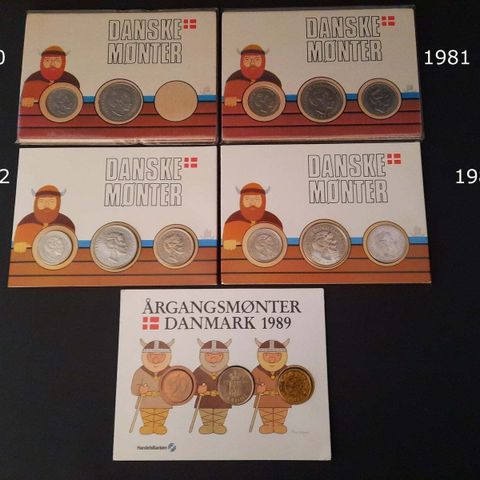 DANSKE
MØNTER
DANSKE
MØNTER
1981
DANSKE
MØNTER
DANSKE
MØNTER
ÅRGANGSMØNTER
DANMARK 1989
HandelsBanken